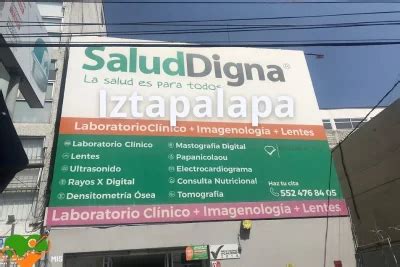 SaludDigna®
La salud es para todos
Iztapalapa
Laboratorio Clínico + Imagenología + Lentes
Laboratorio Clínico
Lentes
Ultrasonido
Rayos X Digital
Densitometría Ósea
Mastografía Digital
Papanicolaou
Electrocardiograma
Consulta Nutricional
Tomografía
Haz tu cita
552 476 84 05
Laboratorio Clínico + Imagenología + Lentes